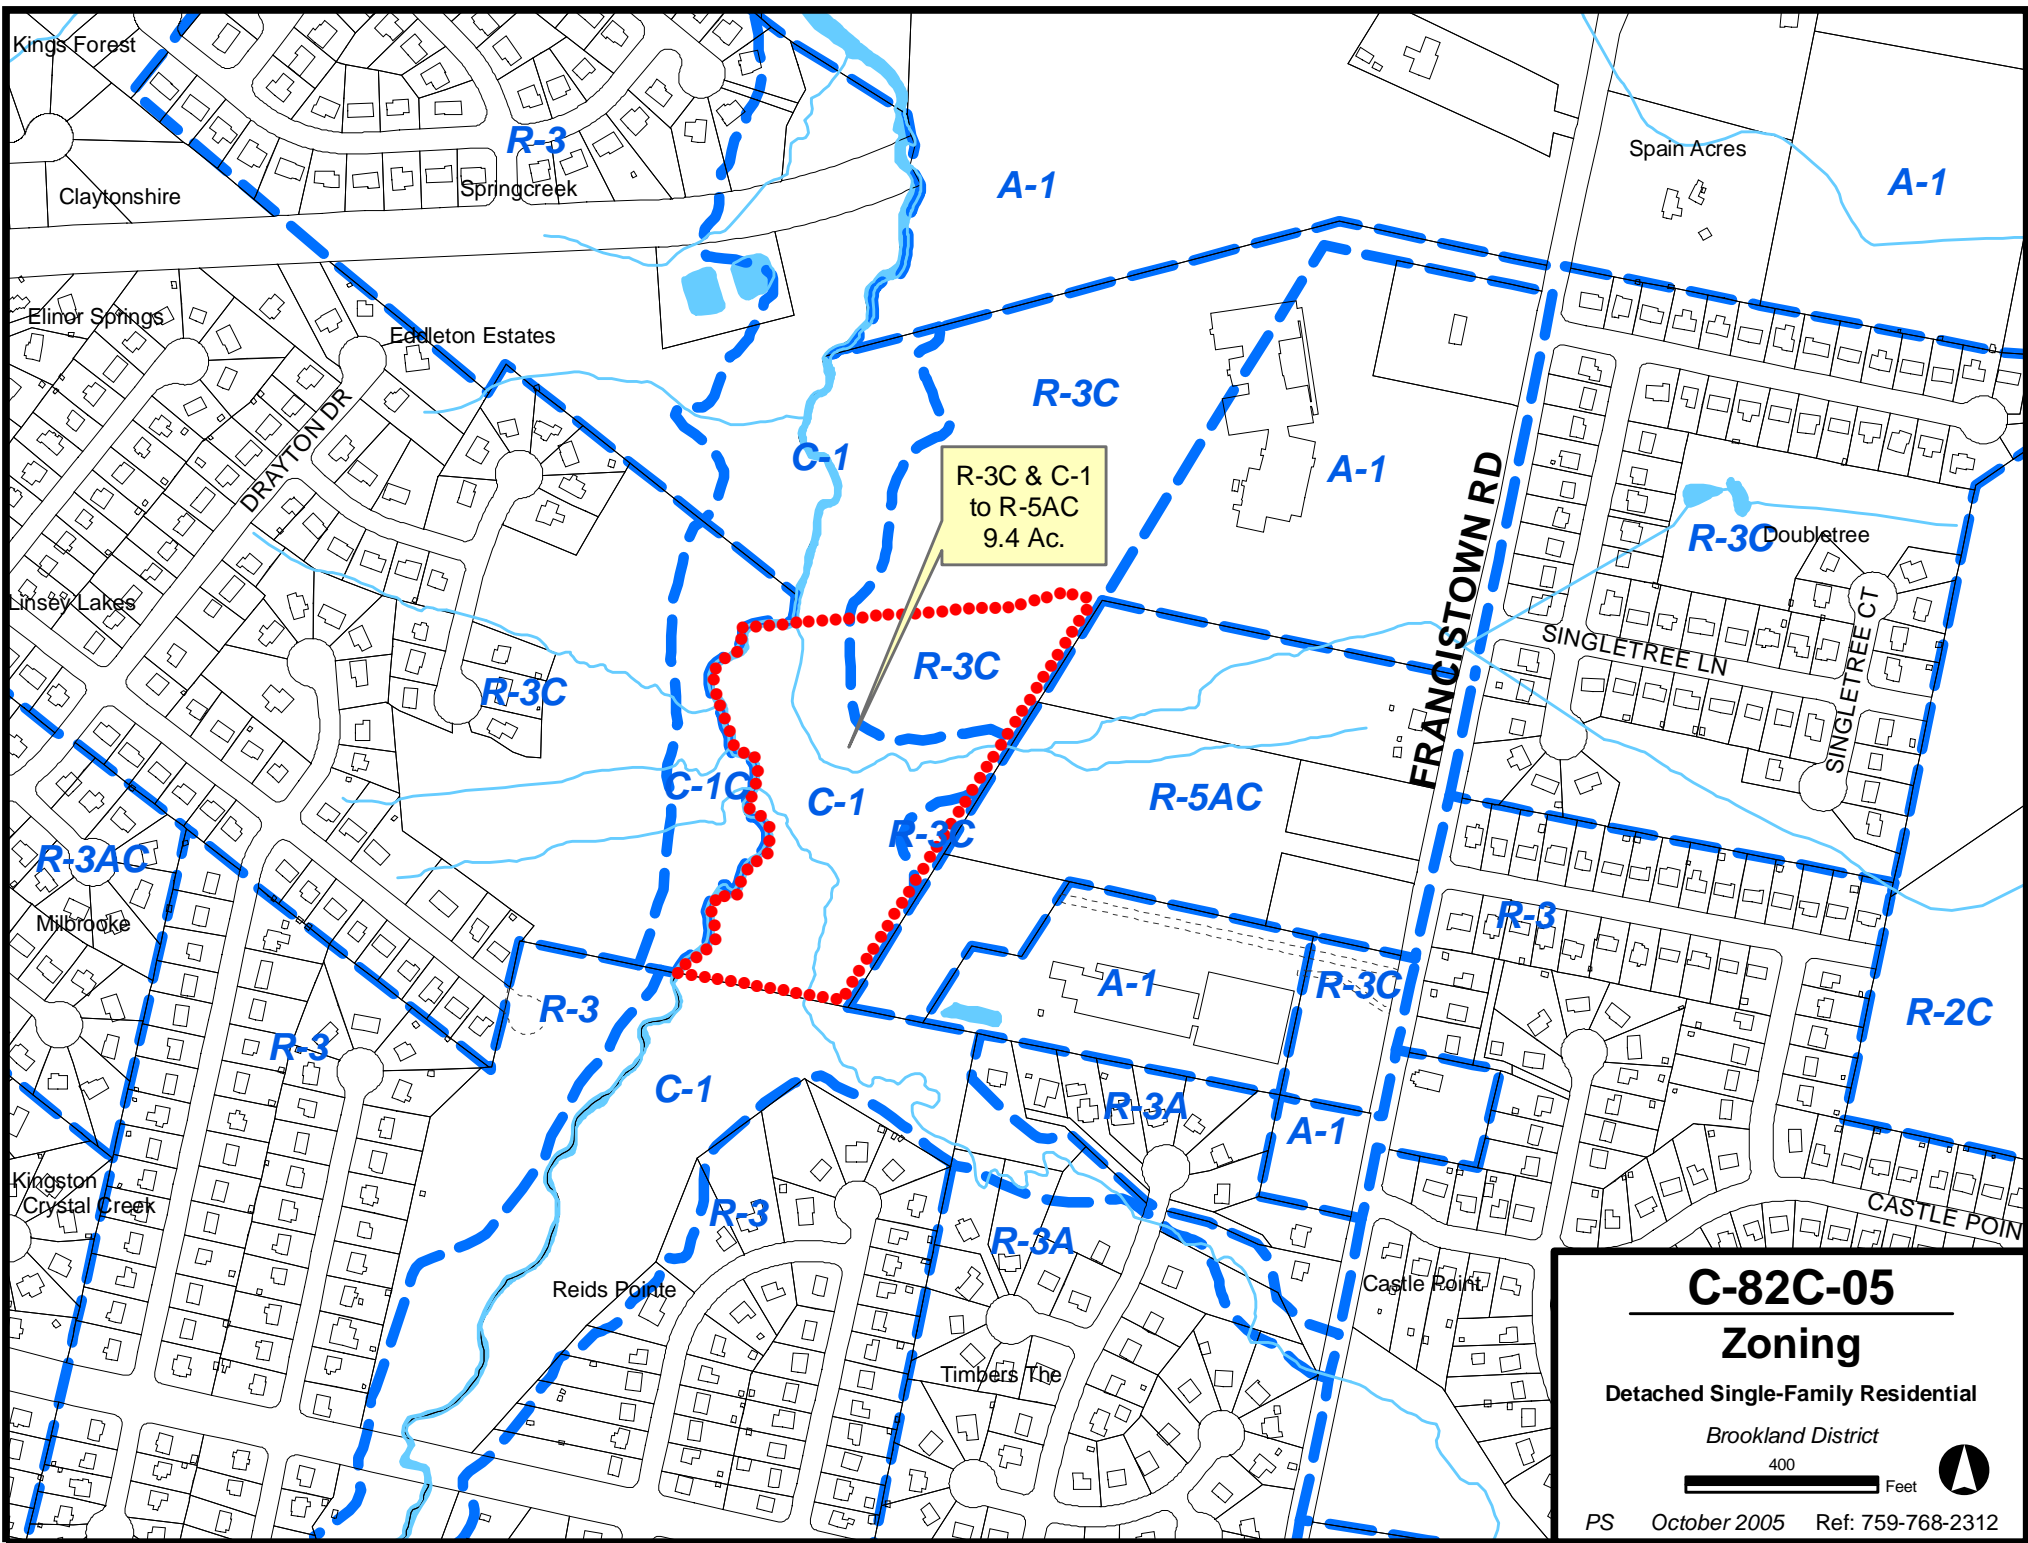 Kings Forest
R-3
Spain Acres
A-1
A-1
Claytonshire
Springcreek
Elinor Springs
Eddleton Estates
R-3C
DRAYTON DR
C-1
R-3C & C-1
to R-5AC
9.4 Ac.
A-1
FRANCISTOWN RD
R-3C
Doubletree
Linsey Lakes
SINGLETREE LN
SINGLETREE CT
R-3C
R-3C
C-1C
C-1
R-3C
R-5AC
R-3AC
Milbrooke
R-3
R-3
R-3
A-1
R-3C
R-2C
C-1
R-3A
A-1
Kingston
Crystal Creek
R-3
R-3A
CASTLE POIN
Reids Pointe
Castle Point
Timbers The
C-82C-05
Zoning
Detached Single-Family Residential
Brookland District
400
Feet
PS October 2005 Ref: 759-768-2312